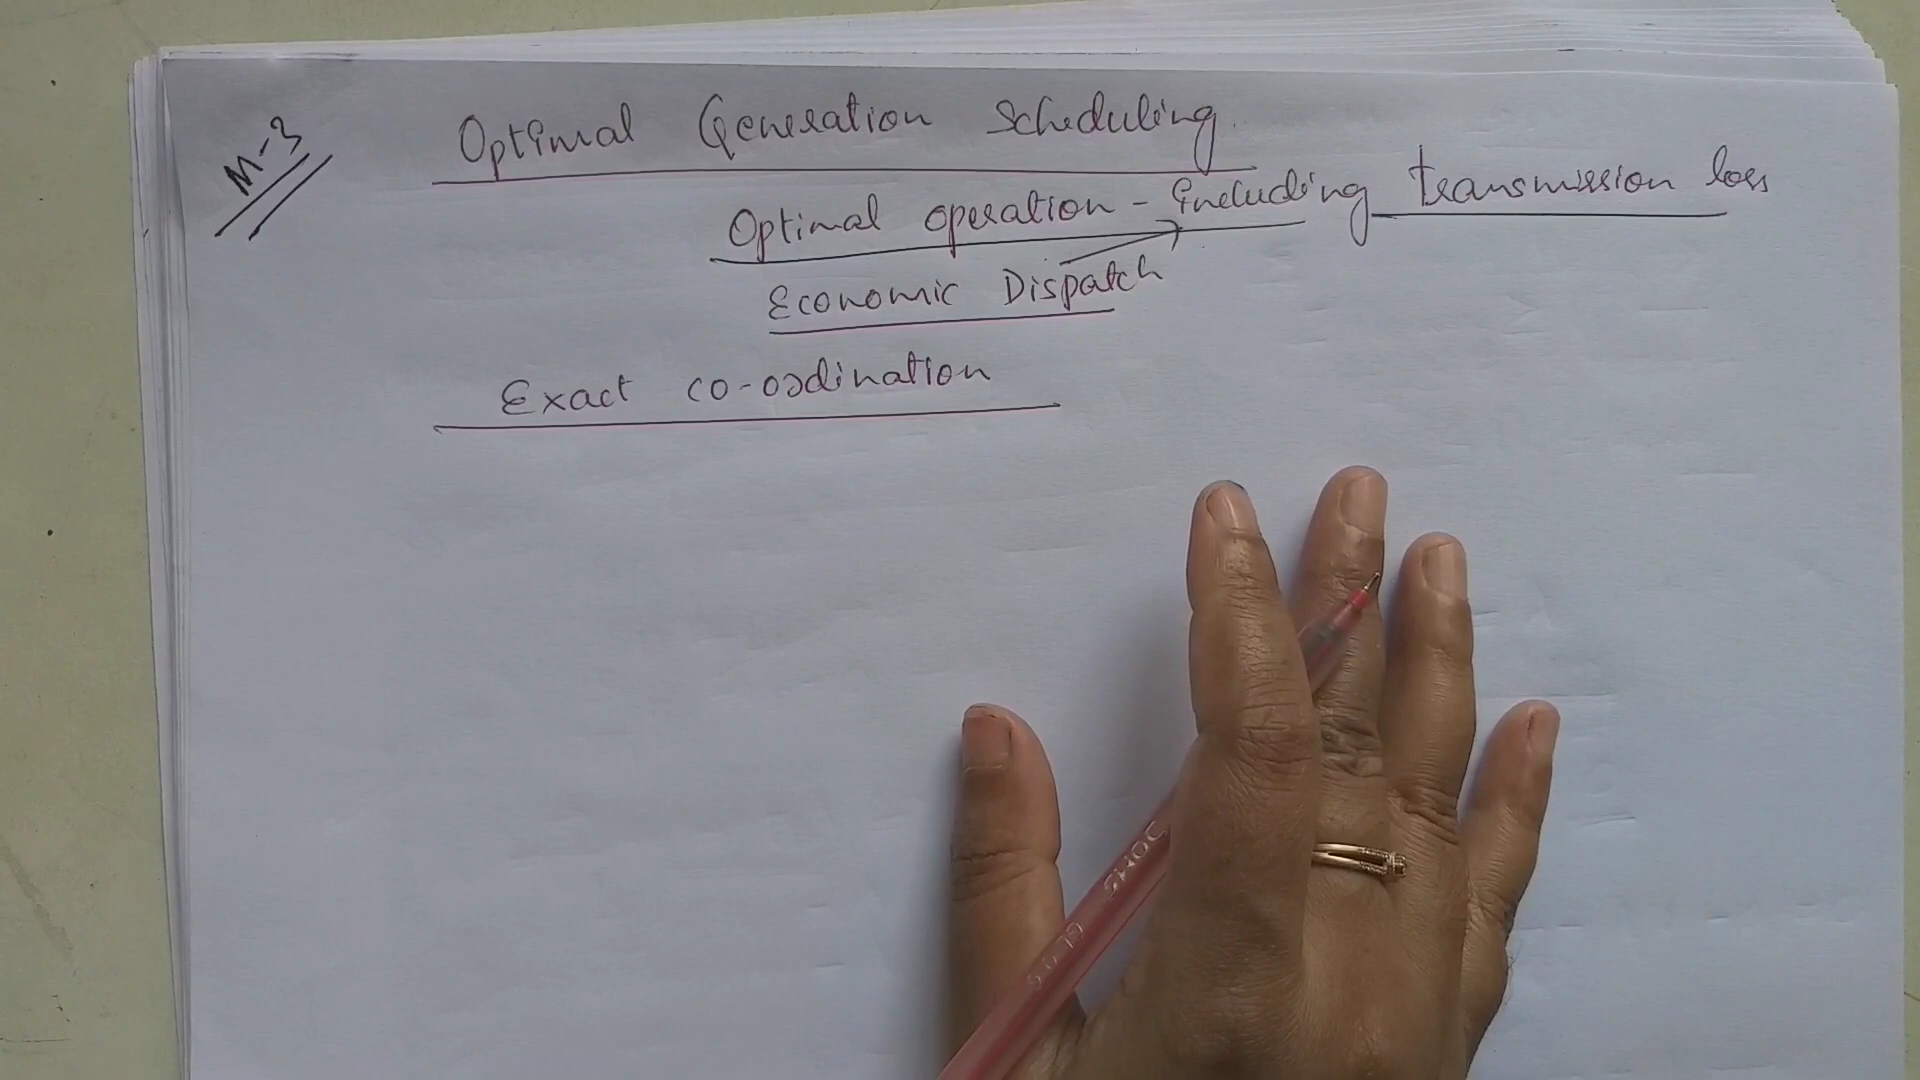 M-3
Optimal Generation Scheduling.
Optimal operation - including transmission loss
Economic Dispatch
Exact co-ordination